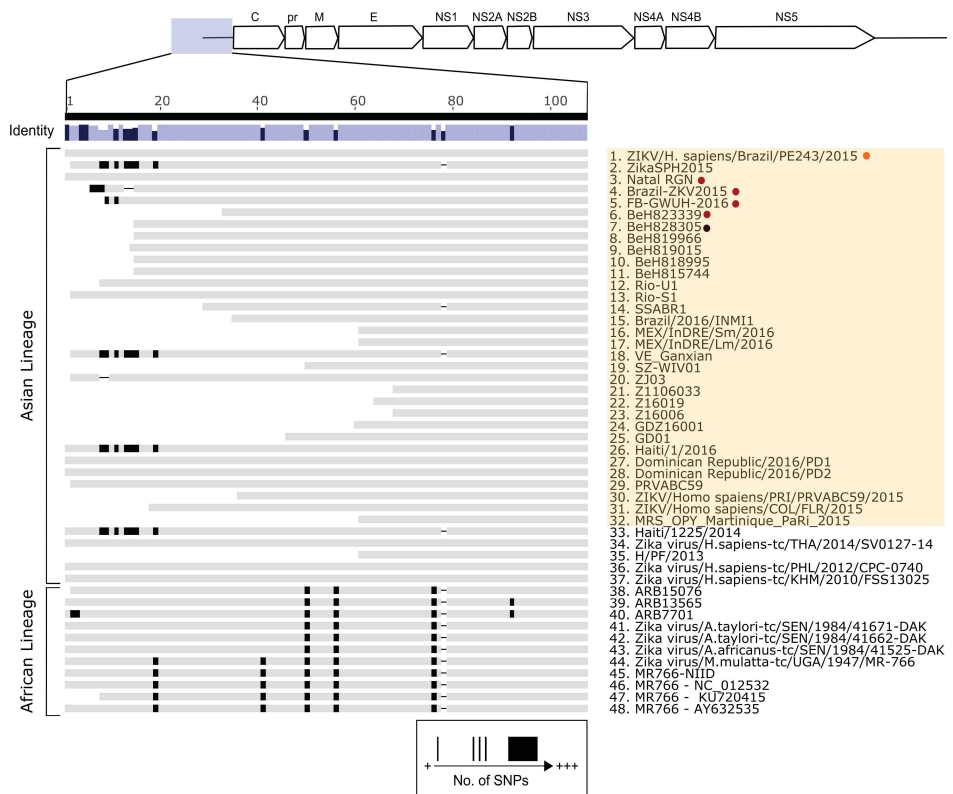 C pr M E NS1 NS2A NS2B NS3 NS4A NS4B NS5
1 20 40 60 80 100
Identity
Asian Lineage
African Lineage
1. ZIKV/H. sapiens/Brazil/PE243/2015
2. ZikaSPH2015
3. Natal RGN
4. Brazil-ZKV2015
5. FB-GWUH-2016
6. BeH823339
7. BeH828305
8. BeH819966
9. BeH819015
10. BeH818995
11. BeH815744
12. Rio-U1
13. Rio-S1
14. SSABR1
15. Brazil/2016/INMI1
16. MEX/InDRE/Sm/2016
17. MEX/InDRE/Lm/2016
18. VE_Ganxian
19. SZ-WIV01
20. ZJ03
21. Z1106033
22. Z16019
23. Z16006
24. GDZ16001
25. GD01
26. Haiti/1/2016
27. Dominican Republic/2016/PD1
28. Dominican Republic/2016/PD2
29. PRVABC59
30. ZIKV/Homo spaiens/PRI/PRVABC59/2015
31. ZIKV/Homo spaiens/COL/FLR/2015
32. MRS_OPY_Martinique_PaRi_2015
33. Haiti/1225/2014
34. Zika virus/H.sapiens-tc/THA/2014/SV0127-14
35. H/PF/2013
36. Zika virus/H.sapiens-tc/PHL/2012/CPC-0740
37. Zika virus/H.sapiens-tc/KHM/2010/FSS13025
38. ARB15076
39. ARB13565
40. ARB7701
41. Zika virus/A.taylori-tc/SEN/1984/41671-DAK
42. Zika virus/A.taylori-tc/SEN/1984/41662-DAK
43. Zika virus/A.africanus-tc/SEN/1984/41525-DAK
44. Zika virus/M.mulatta-tc/UGA/1947/MR-766
45. MR766-NIID
46. MR766 - NC_012532
47. MR766 - KU720415
48. MR766 - AY632535
+ +++
No. of SNPs